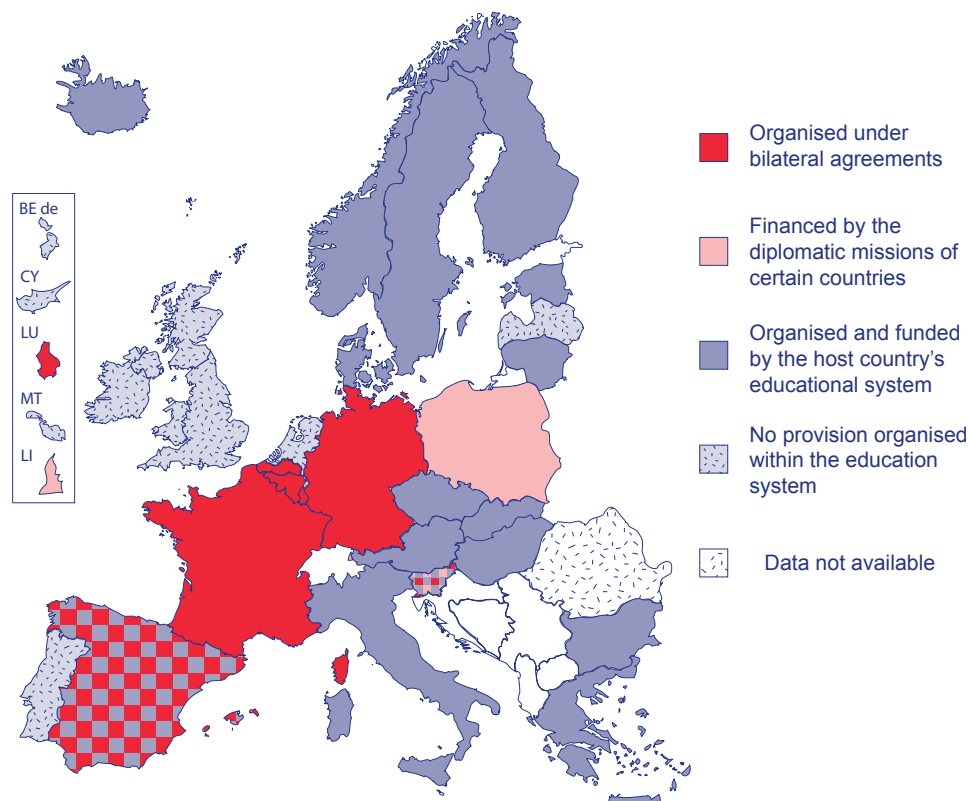 BE de
CY
LU
MT
LI
Organised under
bilateral agreements
Financed by the
diplomatic missions of
certain countries
Organised and funded
by the host country's
educational system
No provision organised
within the education
system
Data not available